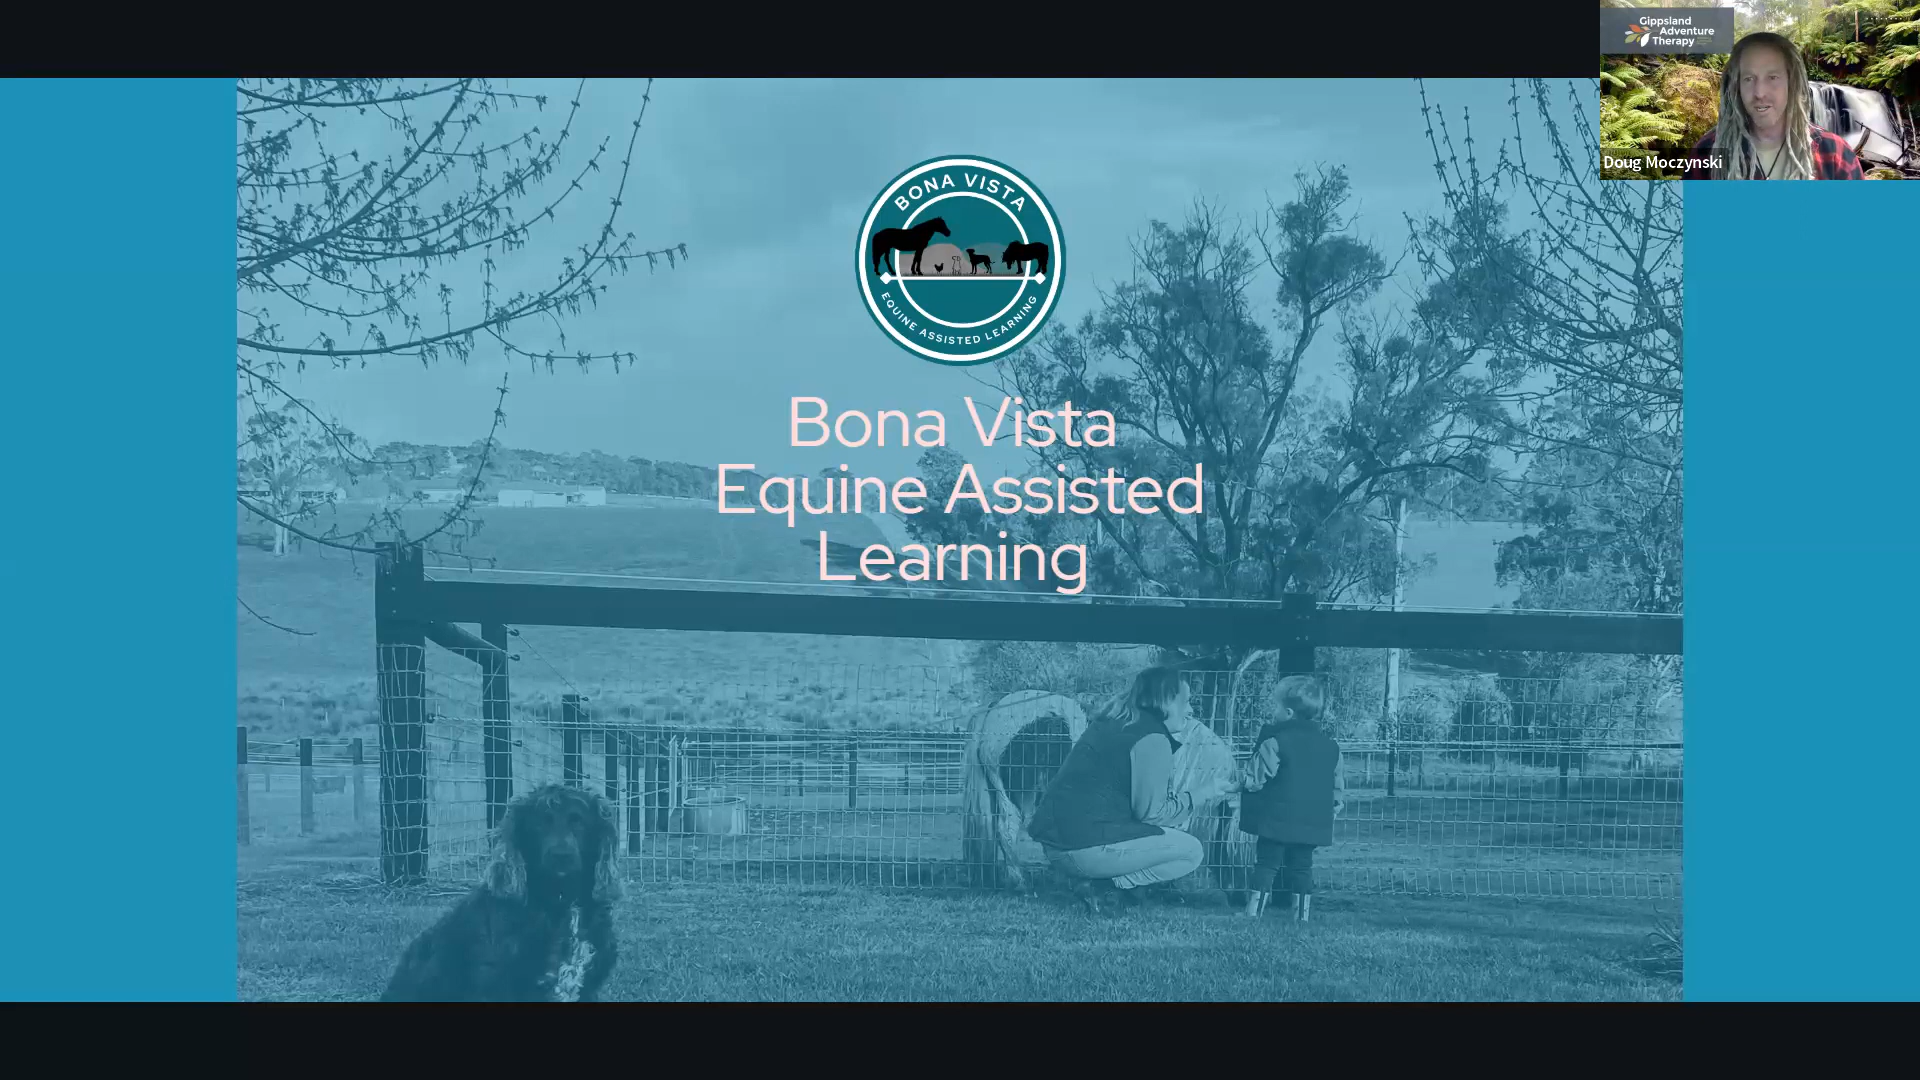 Gippsland
Adventure
Therapy
Doug Moczynski
BONA VISTA
EQUINE ASSISTED LEARNING
Bona Vista
Equine Assisted
Learning